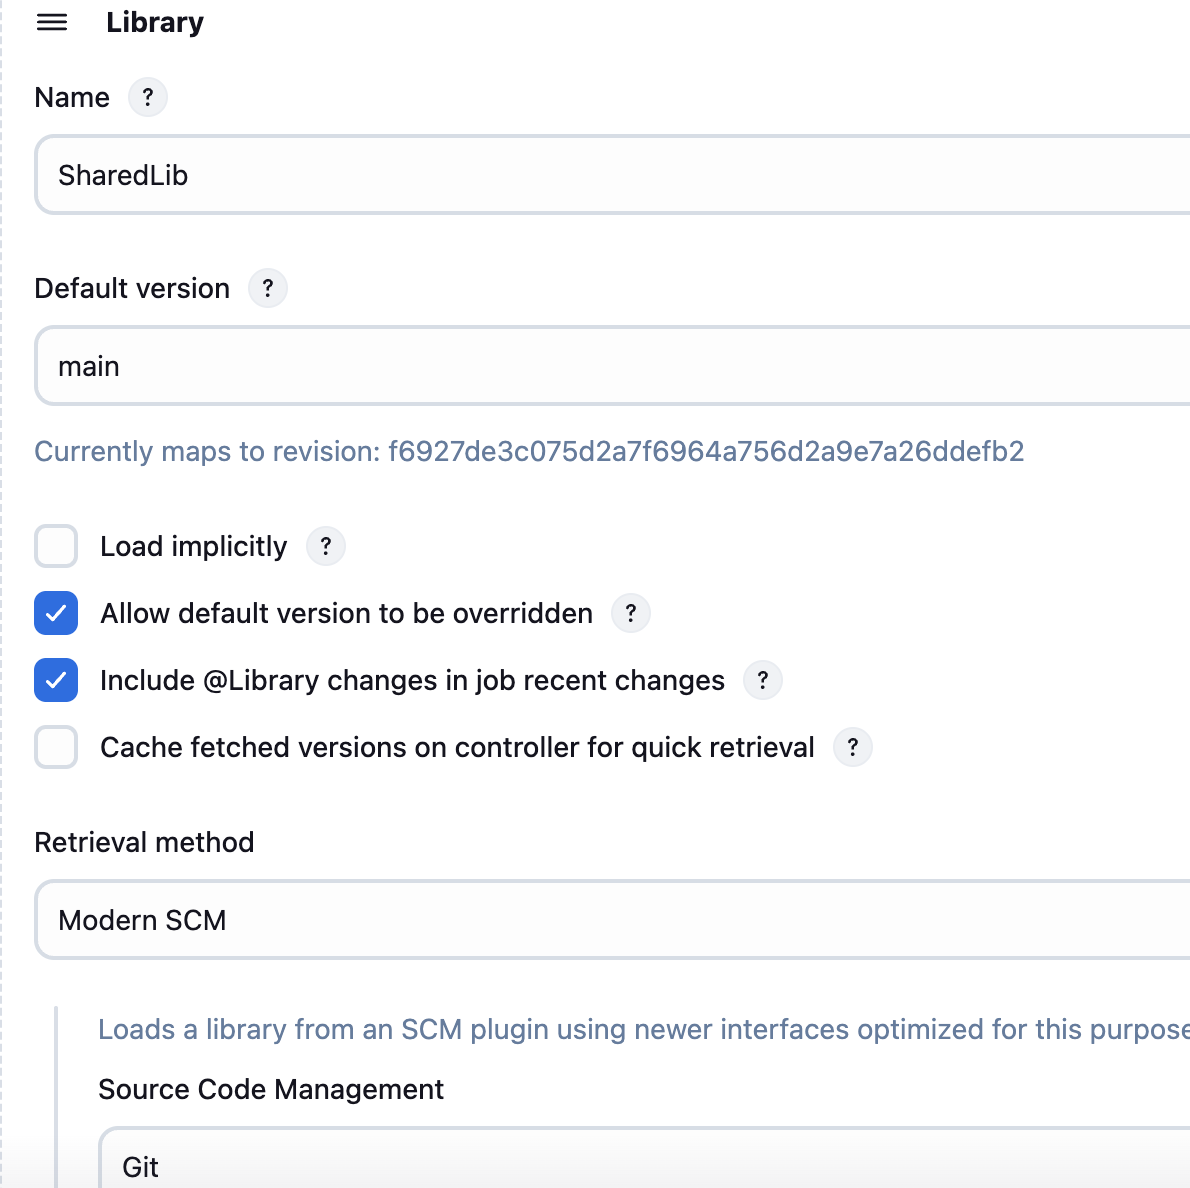 Library
Name ?
SharedLib
Default version ?
main
Currently maps to revision: f6927de3c075d2a7f6964a756d2a9e7a26ddefb2
Load implicitly ?
Allow default version to be overridden ?
Include @Library changes in job recent changes ?
Cache fetched versions on controller for quick retrieval ?
Retrieval method
Modern SCM
Loads a library from an SCM plugin using newer interfaces optimized for this purpose
Source Code Management
Git